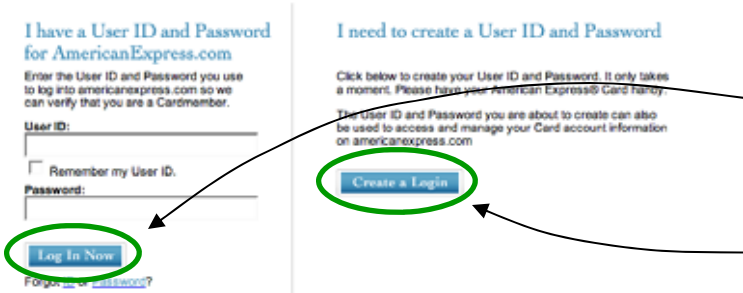 I have a User ID and Password
for AmericanExpress.com
Enter the User ID and Password you use
to log into americanexpress.com so we
can verify that you are a Cardmember.
User ID:
Remember my User ID.
Password:
Log In Now
Forgot ID or Password?
I need to create a User ID and Password
Click below to create your User ID and Password. It only takes
a moment. Please have your American Express® Card handy.
The User ID and Password you are about to create can also
be used to access and manage your Card account information
on americanexpress.com
Create a Login